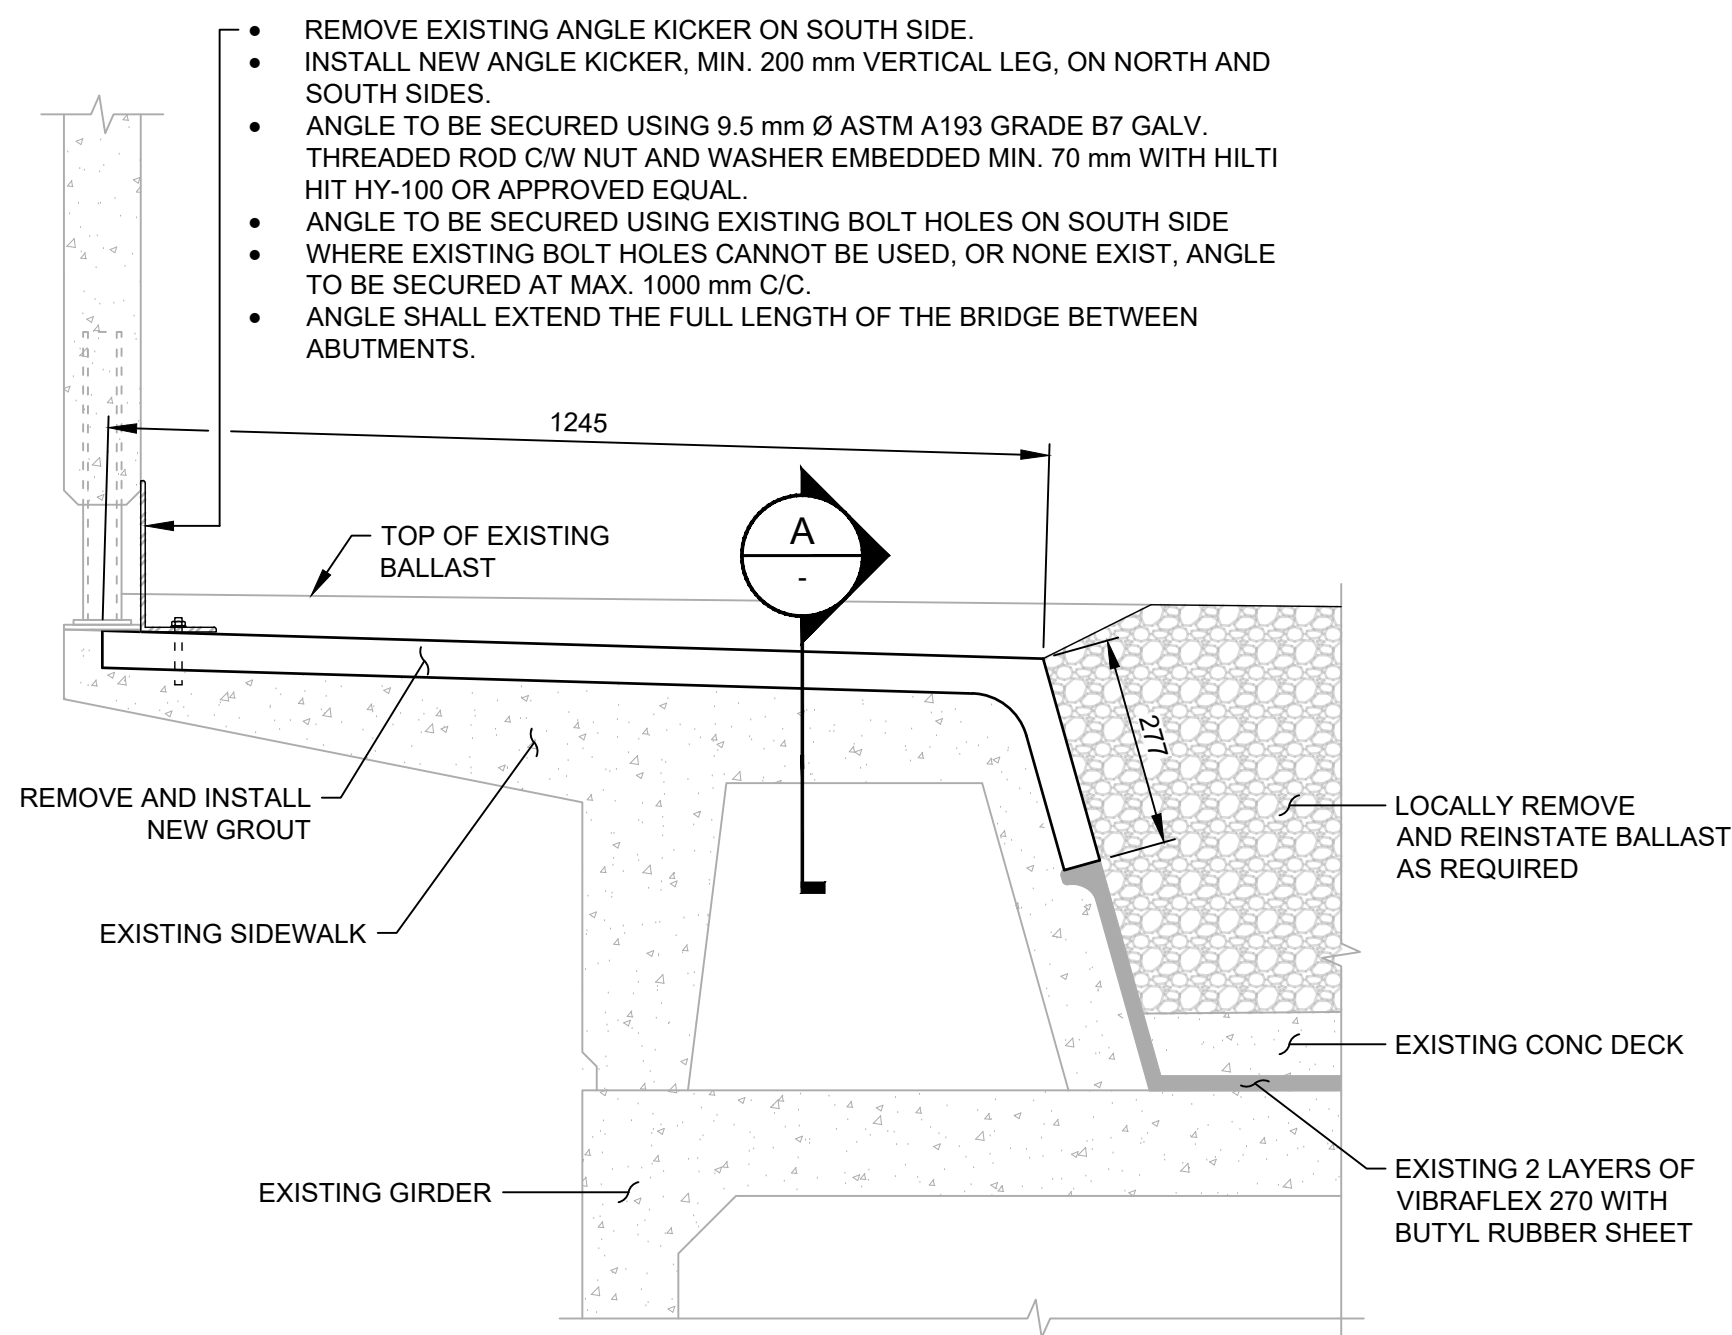 • REMOVE EXISTING ANGLE KICKER ON SOUTH SIDE.
• INSTALL NEW ANGLE KICKER, MIN. 200 mm VERTICAL LEG, ON NORTH AND
SOUTH SIDES.
• ANGLE TO BE SECURED USING 9.5 mm Ø ASTM A193 GRADE B7 GALV.
THREADED ROD C/W NUT AND WASHER EMBEDDED MIN. 70 mm WITH HILTI
HIT HY-100 OR APPROVED EQUAL.
• ANGLE TO BE SECURED USING EXISTING BOLT HOLES ON SOUTH SIDE
• WHERE EXISTING BOLT HOLES CANNOT BE USED, OR NONE EXIST, ANGLE
TO BE SECURED AT MAX. 1000 mm C/C.
• ANGLE SHALL EXTEND THE FULL LENGTH OF THE BRIDGE BETWEEN
ABUTMENTS.
1245
TOP OF EXISTING
BALLAST
A
-
277
REMOVE AND INSTALL
NEW GROUT
LOCALLY REMOVE
AND REINSTATE BALLAST
AS REQUIRED
EXISTING SIDEWALK
EXISTING CONC DECK
EXISTING GIRDER
EXISTING 2 LAYERS OF
VIBRAFLEX 270 WITH
BUTYL RUBBER SHEET